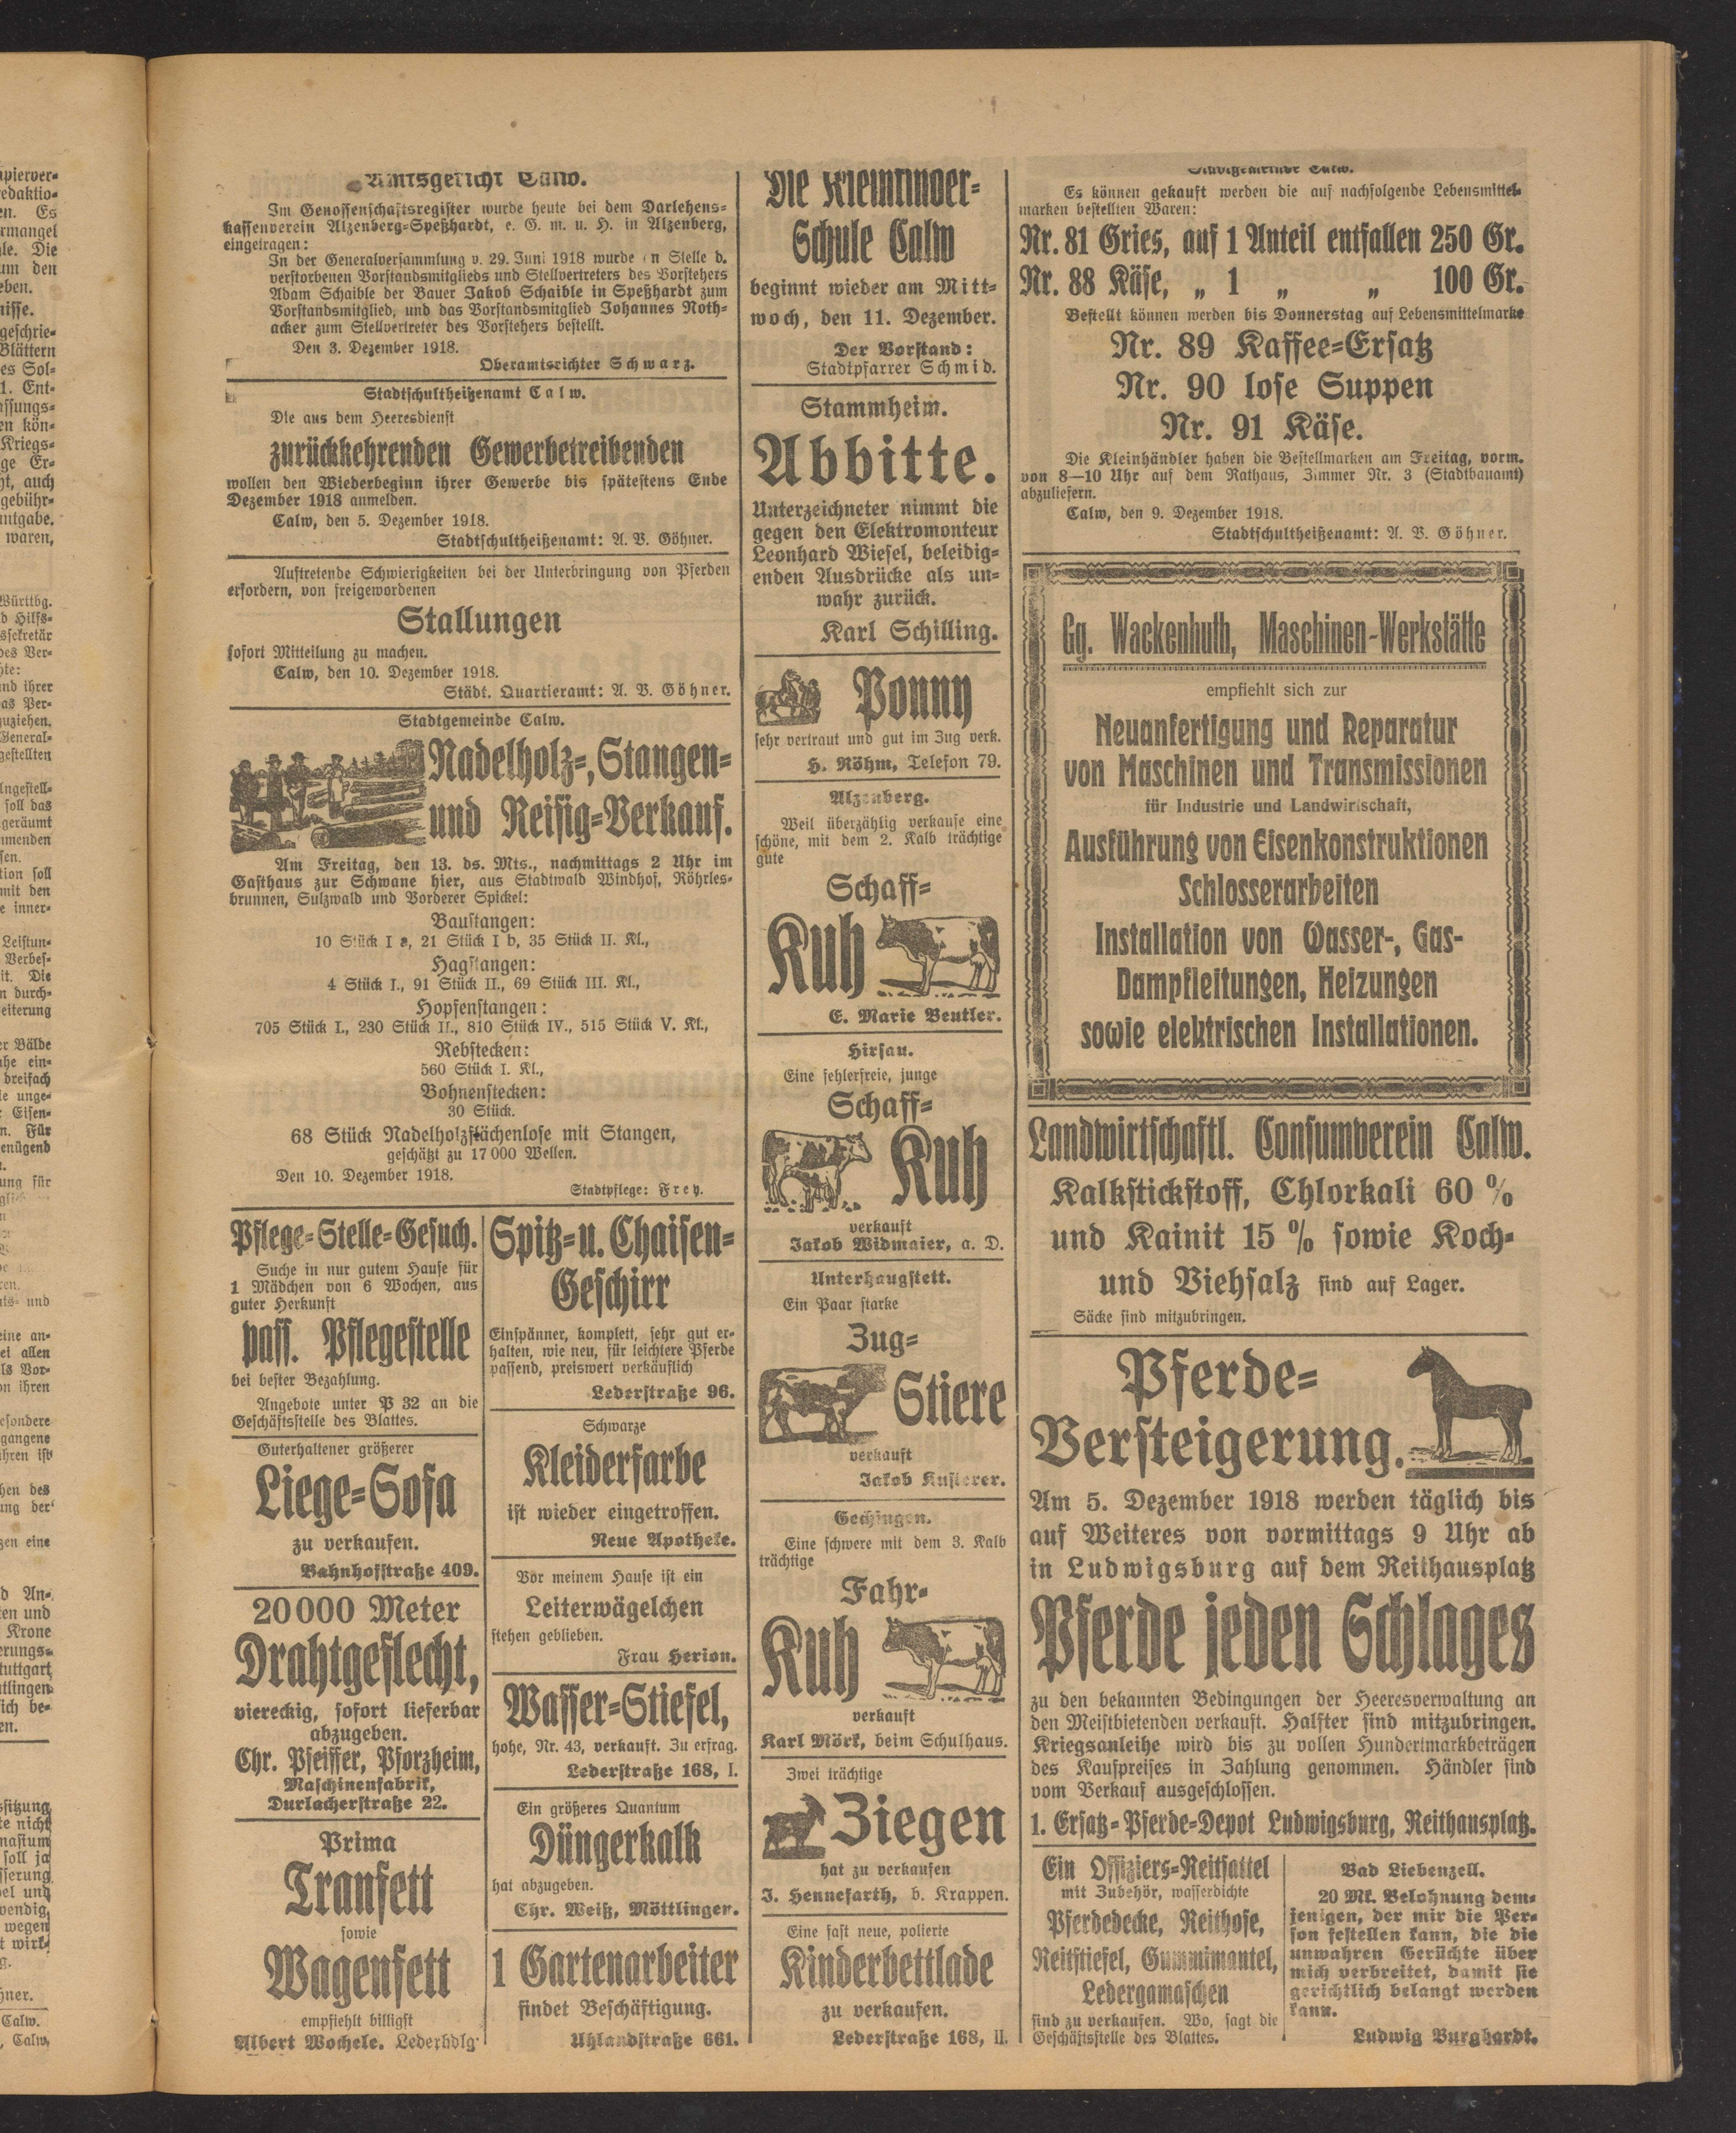 Amtsgericht Calw.
Im Genossenschaftsregister wurde heute bei dem Darlehens-
kassenverein Alzenberg-Speßhardt, e. G. m. u. H. in Alzenberg,
eingetragen:
In der Generalversammlung v. 29. Juni 1918 wurde an Stelle d.
verstorbenen Vorstandsmitglieds und Stellvertreters des Vorstehers
Adam Schaible der Bauer Jakob Schaible in Speßhardt zum
Vorstandsmitglied, und das Vorstandsmitglied Johannes Roth-
acker zum Stellvertreter des Vorstehers bestellt.
Den 3. Dezember 1918.
Oberamtsrichter Schwarz.
Stadtschultheißenamt Calw.
Die aus dem Heeresdienst
zurückkehrenden Gewerbetreibenden
wollen den Wiederbeginn ihrer Gewerbe bis spätestens Ende
Dezember 1918 anmelden.
Calw, den 5. Dezember 1918.
Stadtschultheißenamt: A. V. Göhner.
Auftretende Schwierigkeiten bei der Unterbringung von Pferden
erfordern, von freigewordenen
Stallungen
sofort Mitteilung zu machen.
Calw, den 10. Dezember 1918.
Städt. Quartieramt: A. V. Göhner.
Stadtgemeinde Calw.
Nadelholz-, Stangen-
und Reisig-Verkauf.
Am Freitag, den 13. ds. Mts., nachmittags 2 Uhr im
Gasthaus zur Schwane hier, aus Stadtwald Windhof, Röhrles-
brunnen, Sulzwald und Vorderer Spickel:
Baustangen:
10 Stück I a, 21 Stück I b, 35 Stück II. Kl.,
Hagstangen:
4 Stück I., 91 Stück II., 69 Stück III. Kl.,
Hopfenstangen:
705 Stück I., 230 Stück II., 810 Stück IV., 515 Stück V. Kl.,
Rebstecken:
560 Stück I. Kl.,
Bohnenstecken:
30 Stück.
68 Stück Nadelholzflächenlose mit Stangen,
geschätzt zu 17000 Wellen.
Den 10. Dezember 1918.
Stadtpflege: Frey.
Pflege-Stelle-Gesuch.
Suche in nur gutem Hause für
1 Mädchen von 6 Wochen, aus
guter Herkunft
pass. Pflegestelle
bei bester Bezahlung.
Angebote unter P 32 an die
Geschäftsstelle des Blattes.
Guterhaltener größerer
Liege-Sofa
zu verkaufen.
Bahnhofstraße 409.
20000 Meter
Drahtgeflecht,
viereckig, sofort lieferbar
abzugeben.
Chr. Pfeiffer, Pforzheim,
Maschinenfabrik,
Durlacherstraße 22.
Prima
Tranfett
sowie
Wagenfett
empfiehlt billigst
Albert Wochele. Lederhdlg
Spitz- u. Chaisen-
Geschirr
Einspänner, komplett, sehr gut er-
halten, wie neu, für leichtere Pferde
passend, preiswert verkäuflich
Lederstraße 96.
Schwarze
Kleiderfarbe
ist wieder eingetroffen.
Neue Apotheke.
Vor meinem Hause ist ein
Leiterwägelchen
stehen geblieben.
Frau Herion.
Wasser-Stiefel,
hohe, Nr. 43, verkauft. Zu erfrag.
Lederstraße 168, I.
Ein größeres Quantum
Düngerkalk
hat abzugeben.
Chr. Weiß, Möttlinger.
1 Gartenarbeiter
findet Beschäftigung.
Uhlandstraße 661.
Die Kleinkinder-
Schule Calw
beginnt wieder am Mitt-
woch, den 11. Dezember.
Der Vorstand:
Stadtpfarrer Schmid.
Stammheim.
Abbitte.
Unterzeichneter nimmt die
gegen den Elektromonteur
Leonhard Wiesel, beleidig-
enden Ausdrücke als un-
wahr zurück.
Karl Schilling.
Ponny
sehr vertraut und gut im Zug verk.
H. Röhm, Telefon 79.
Alzenberg.
Weil überzählig verkaufe eine
schöne, mit dem 2. Kalb trächtige
gute
Schaff-
Kuh
E. Marie Beutler.
Hirsau.
Eine fehlerfreie, junge
Schaff-
Kuh
verkauft
Jakob Widmaier, a. D.
Unterhaugstett.
Ein Paar starke
Zug-
Stiere
verkauft
Jakob Kusterer.
Gechingen.
Eine schwere mit dem 3. Kalb
trächtige
Fahr-
Kuh
verkauft
Karl Mörk, beim Schulhaus.
Zwei trächtige
Ziegen
hat zu verkaufen
J. Hennefarth, b. Krappen.
Eine fast neue, polierte
Kinderbettlade
zu verkaufen.
Lederstraße 168, II.
Stadtgemeinde Calw.
Es können gekauft werden die auf nachfolgende Lebensmittel-
marken bestellten Waren:
Nr. 81 Gries, auf 1 Anteil entfallen 250 Gr.
Nr. 88 Käse, „ 1 „ „ 100 Gr.
Bestellt können werden bis Donnerstag auf Lebensmittelmarke
Nr. 89 Kaffee-Ersatz
Nr. 90 lose Suppen
Nr. 91 Käse.
Die Kleinhändler haben die Bestellmarken am Freitag, vorm.
von 8—10 Uhr auf dem Rathaus, Zimmer Nr. 3 (Stadtbauamt)
abzuliefern.
Calw, den 9. Dezember 1918.
Stadtschultheißenamt: A. V. Göhner.
Gg. Wackenhuth, Maschinen-Werkstätte
empfiehlt sich zur
Neuanfertigung und Reparatur
von Maschinen und Transmissionen
für Industrie und Landwirtschaft,
Ausführung von Eisenkonstruktionen
Schlosserarbeiten
Installation von Wasser-, Gas-
Dampfleitungen, Heizungen
sowie elektrischen Installationen.
Landwirtschaftl. Consumverein Calw.
Kalkstickstoff, Chlorkali 60 %
und Kainit 15 % sowie Koch-
und Viehsalz sind auf Lager.
Säcke sind mitzubringen.
Pferde-
Versteigerung.
Am 5. Dezember 1918 werden täglich bis
auf Weiteres von vormittags 9 Uhr ab
in Ludwigsburg auf dem Reithausplatz
Pferde jeden Schlages
zu den bekannten Bedingungen der Heeresverwaltung an
den Meistbietenden verkauft. Halfter sind mitzubringen.
Kriegsanleihe wird bis zu vollen Hundertmarkbeträgen
des Kaufpreises in Zahlung genommen. Händler sind
vom Verkauf ausgeschlossen.
1. Ersatz-Pferde-Depot Ludwigsburg, Reithausplatz.
Ein Offiziers-Reitsattel
mit Zubehör, wasserdichte
Pferdedecke, Reithose,
Reitstiefel, Gummimantel,
Ledergamaschen
sind zu verkaufen. Wo, sagt die
Geschäftsstelle des Blattes.
Bad Liebenzell.
20 Mk. Belohnung dem-
jenigen, der mir die Per-
son festellen kann, die die
unwahren Gerüchte über
mich verbreitet, damit sie
gerichtlich belangt werden
kann.
Ludwig Burghardt.